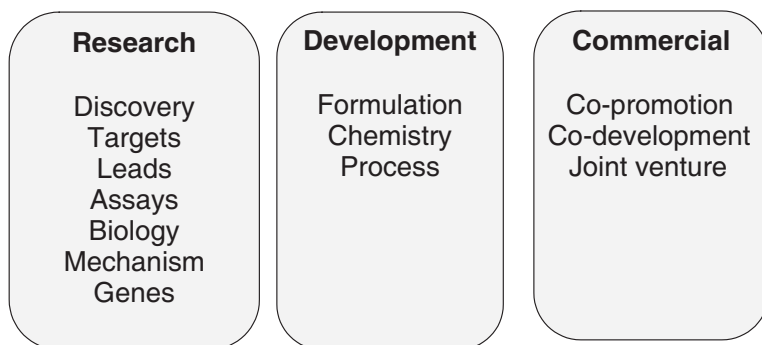 Research
Discovery
Targets
Leads
Assays
Biology
Mechanism
Genes
Development
Formulation
Chemistry
Process
Commercial
Co-promotion
Co-development
Joint venture